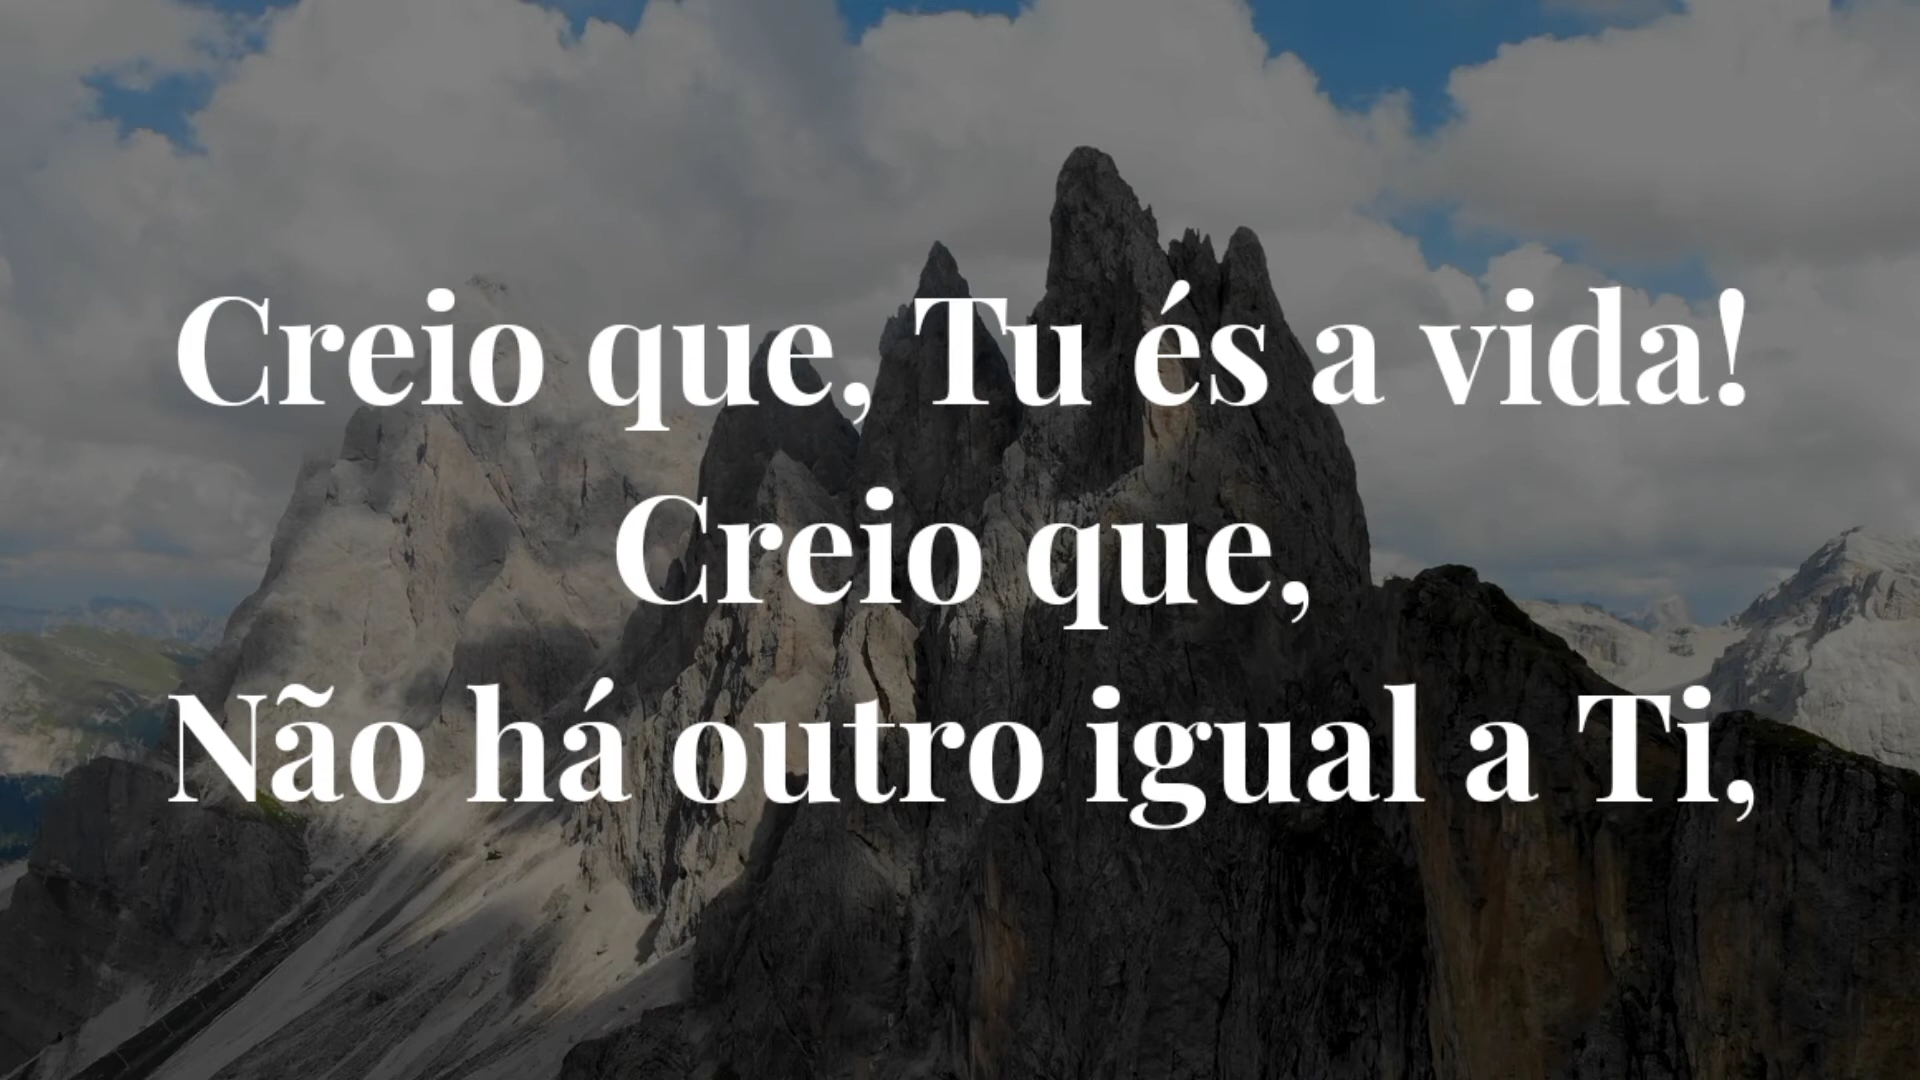 Creio que, Tu és a vida!
Creio que,
Não há outro igual a Ti,